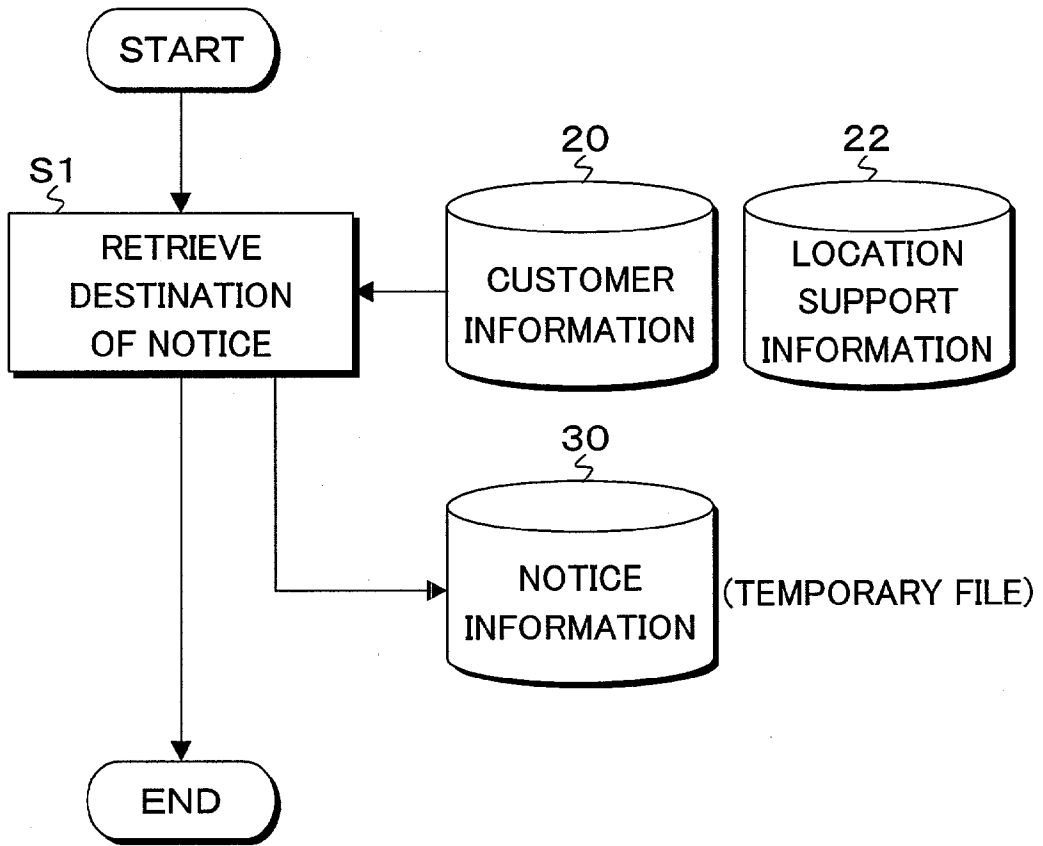 START
S1
RETRIEVE
DESTINATION
OF NOTICE
20
CUSTOMER
INFORMATION
22
LOCATION
SUPPORT
INFORMATION
30
NOTICE
INFORMATION
(TEMPORARY FILE)
END